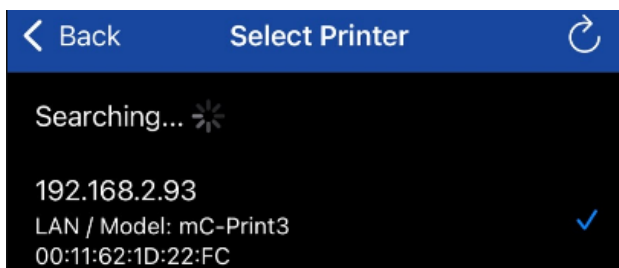 Back
Select Printer
Searching...
192.168.2.93
LAN / Model: mC-Print3
00:11:62:1D:22:FC